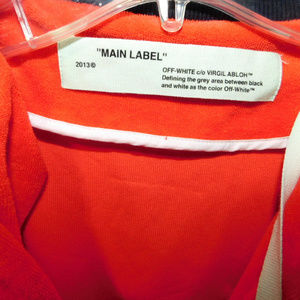 "MAIN LABEL"
2013©
OFF-WHITE c/o VIRGIL ABLOH™
Defining the grey area between black
and white as the color Off-White™